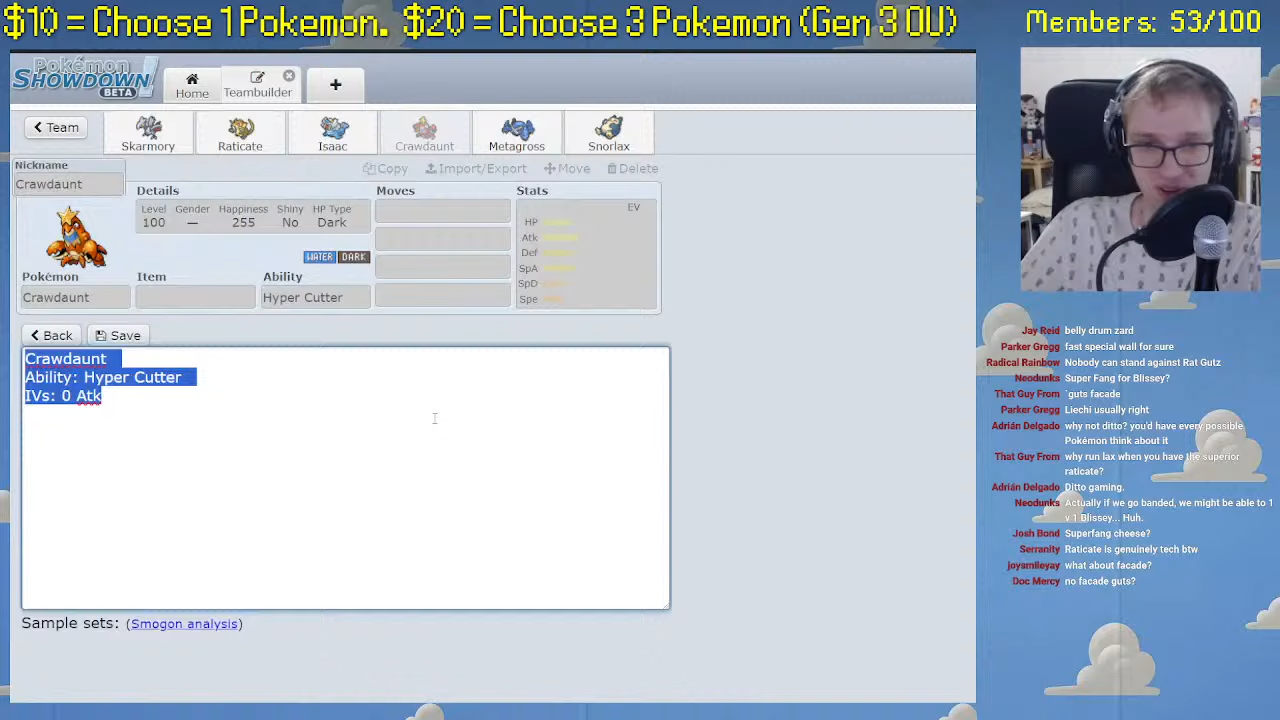 $10 = Choose 1 Pokemon. $20 = Choose 3 Pokemon (Gen 3 OU)
Members: 53/100
Pokémon
SHOWDOWN!
BETA
Home
Teambuilder
+
Team
Skarmory
Raticate
Isaac
Crawdaunt
Metagross
Snorlax
Copy
Import/Export
Move
Delete
Nickname
Crawdaunt
Details
Moves
Stats
Level
Gender
Happiness
Shiny
HP Type
100
—
255
No
Dark
EV
HP
Atk
Def
SpA
SpD
Spe
WATER
DARK
Pokémon
Item
Ability
Crawdaunt
Hyper Cutter
Back
Save
Crawdaunt
Ability: Hyper Cutter
IVs: 0 Atk
Sample sets: (Smogon analysis)
Jay Reid belly drum zard
Parker Gregg fast special wall for sure
Radical Rainbow Nobody can stand against Rat Gutz
Neodunks Super Fang for Blissey?
That Guy From `guts facade
Parker Gregg Liechi usually right
Adrián Delgado why not ditto? you'd have every possible
Pokémon think about it
That Guy From why run lax when you have the superior
raticate?
Adrián Delgado Ditto gaming.
Neodunks Actually if we go banded, we might be able to 1
v 1 Blissey... Huh.
Josh Bond Superfang cheese?
Serranity Raticate is genuinely tech btw
joysmileyay what about facade?
Doc Mercy no facade guts?